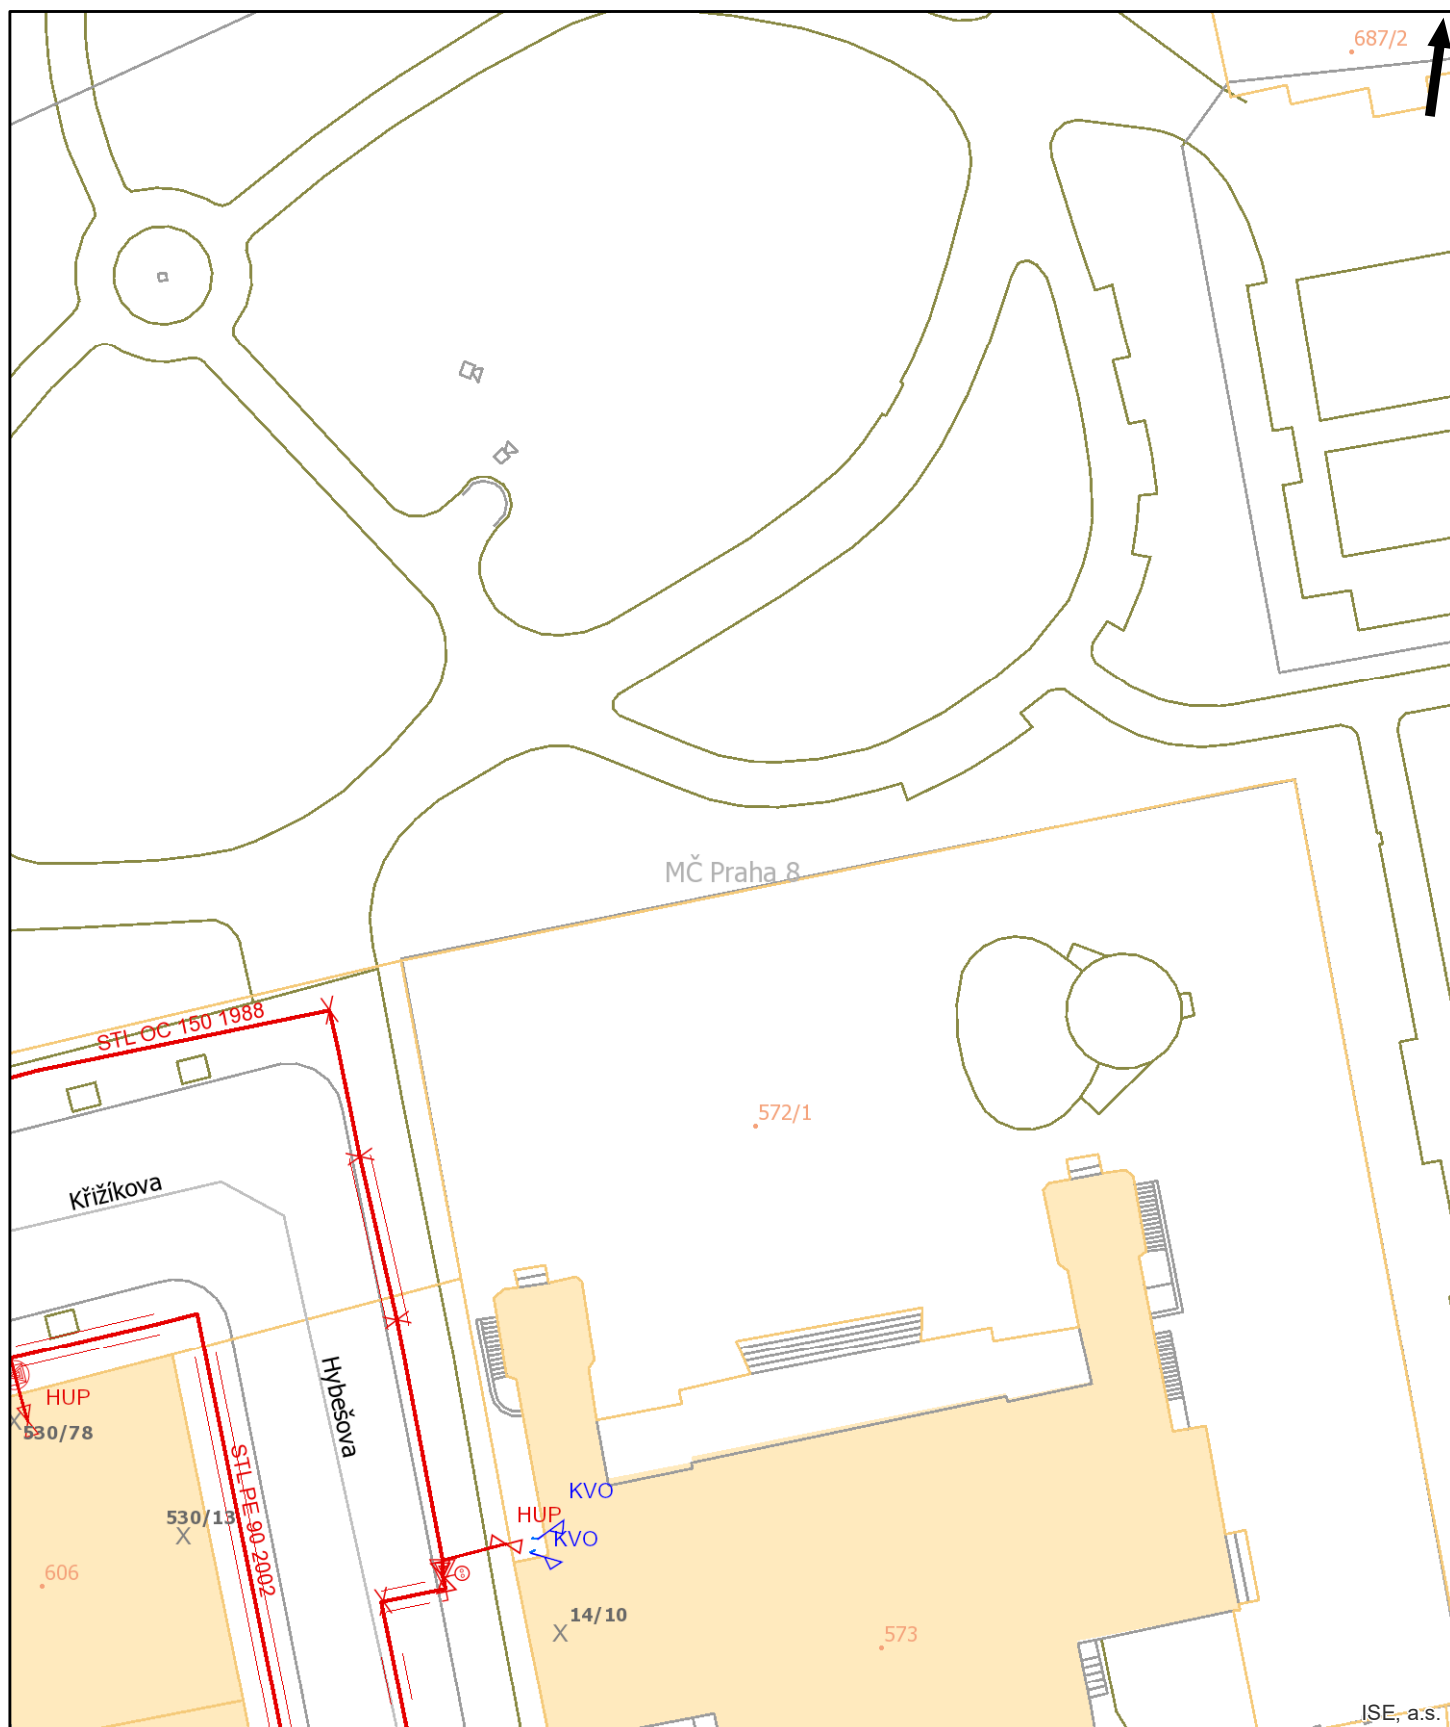 687/2
MČ Praha 8
STL OC 150 1988
572/1
Křižíkova
Hybešova
HUP
530/78
STL PE 90 2002
KVO
HUP
530/13
KVO
606
14/10
573
ISE, a.s.